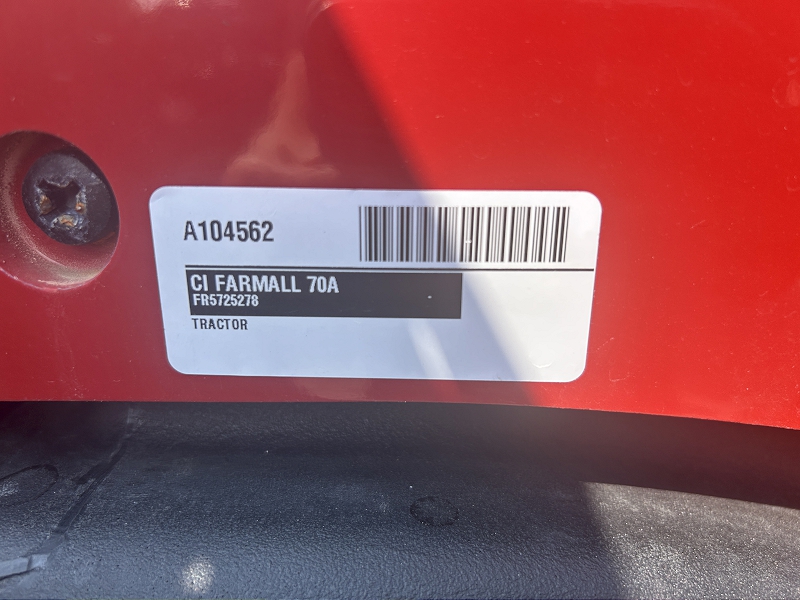 A104562
CI FARMALL 70A
FR5725278
TRACTOR